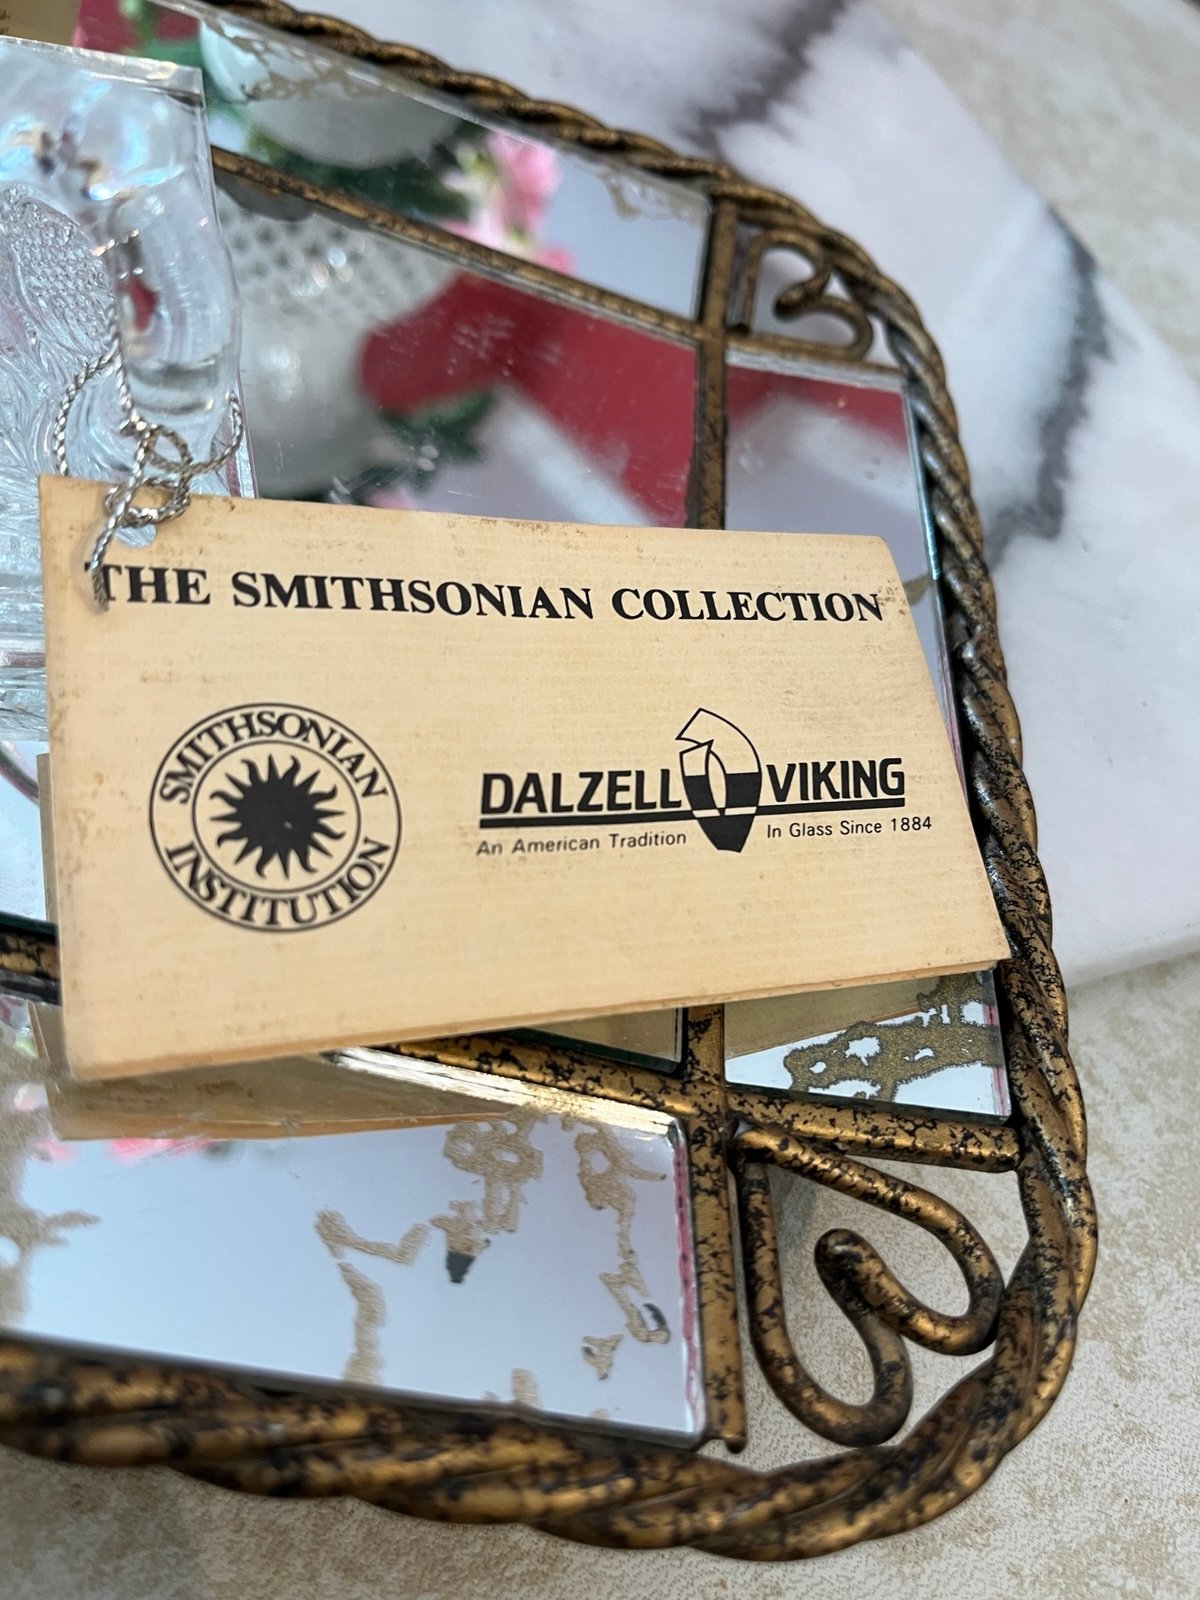 THE SMITHSONIAN COLLECTION
SMITHSONIAN
INSTITUTION
DALZELL VIKING
An American Tradition In Glass Since 1884